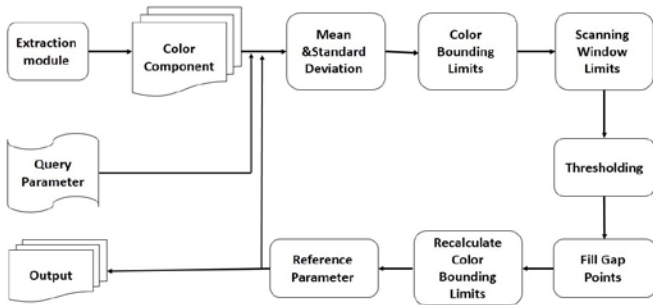 Extraction
module
Color
Component
Mean
&Standard
Deviation
Color
Bounding
Limits
Scanning
Window
Limits
Query
Parameter
Thresholding
Output
Reference
Parameter
Recalculate
Color
Bounding
Limits
Fill Gap
Points